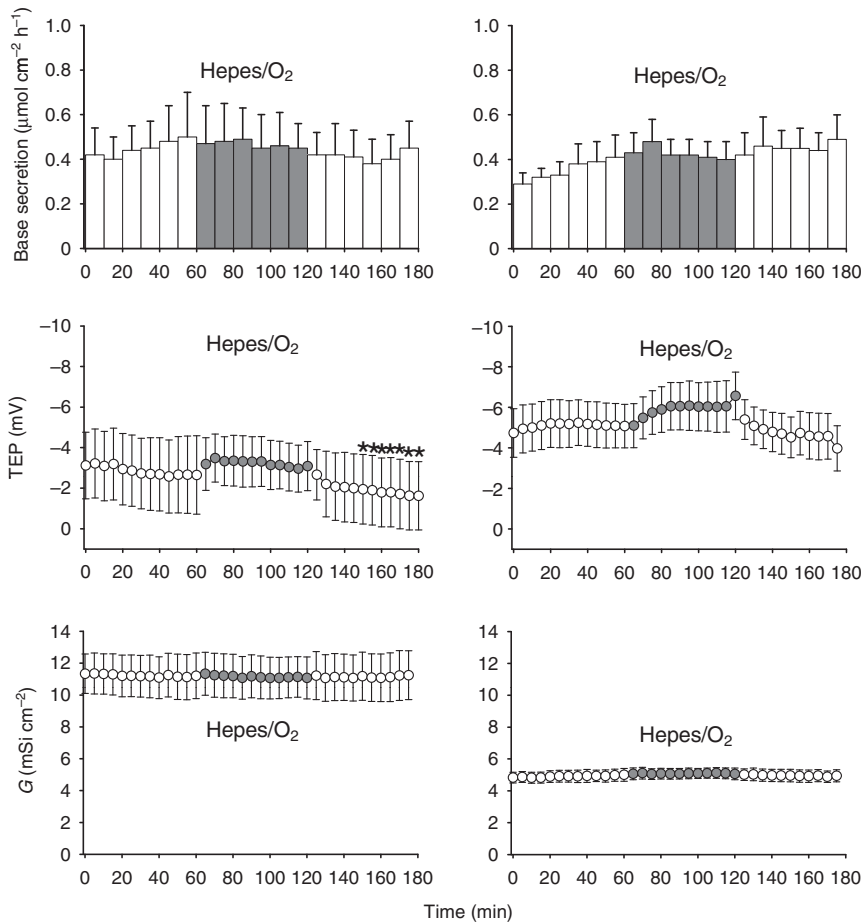 1.0 1.0
0.8 0.8
Hepes/O₂ Hepes/O₂
0.6 0.6
0.4 0.4
0.2 0.2
0 0
Base secretion (µmol cm⁻² h⁻¹)
0 20 40 60 80 100 120 140 160 180 0 20 40 60 80 100 120 140 160 180
–10 –10
Hepes/O₂ Hepes/O₂
–8 –8
–6 –6
*******
–4 –4
–2 –2
0 0
TEP (mV)
0 20 40 60 80 100 120 140 160 180 0 20 40 60 80 100 120 140 160 180
14 14
12 12
10 10
8 8
Hepes/O₂ Hepes/O₂
6 6
4 4
2 2
0 0
G (mSi cm⁻²)
0 20 40 60 80 100 120 140 160 180 0 20 40 60 80 100 120 140 160 180
Time (min)